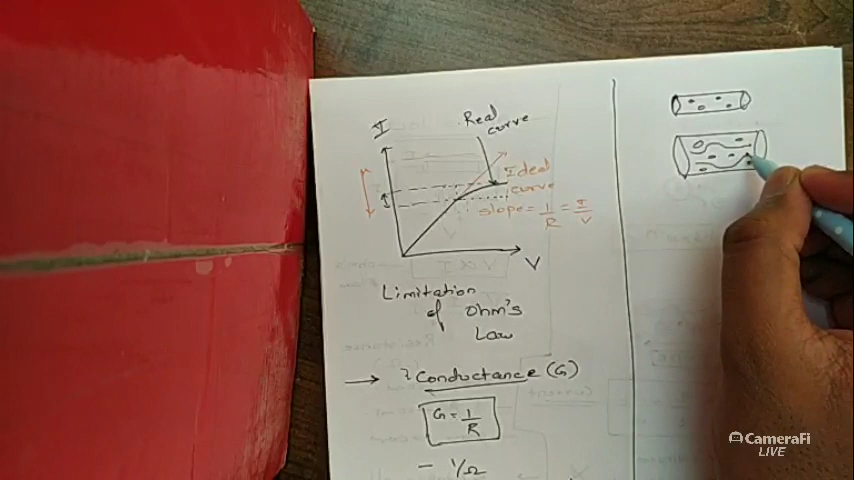 I
Real
curve
Ideal
curve
slope = 1/R = I/V
V
Limitation
of ohm's
Law
→ ? Conductance (G)
G = 1/R
- 1/Ω
CameraFi
LIVE